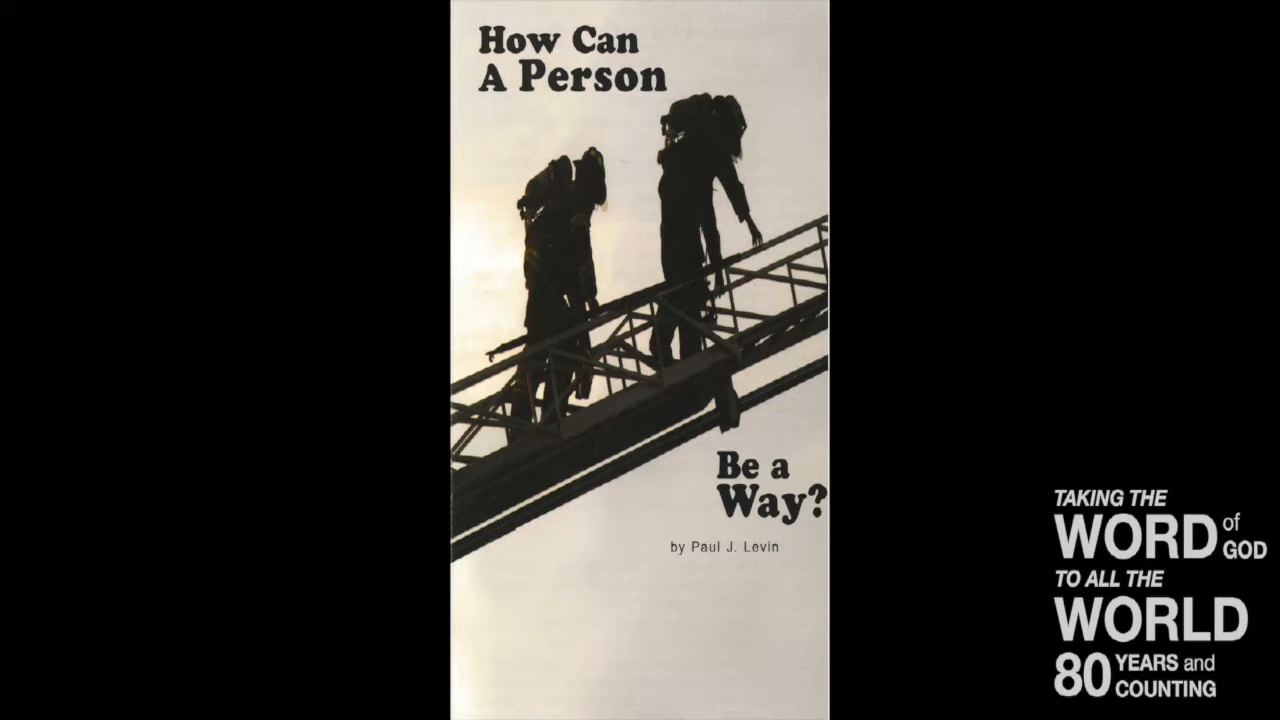 How Can
A Person
Be a
Way?
by Paul J. Levin
TAKING THE
WORD of GOD
TO ALL THE
WORLD
80 YEARS and
COUNTING